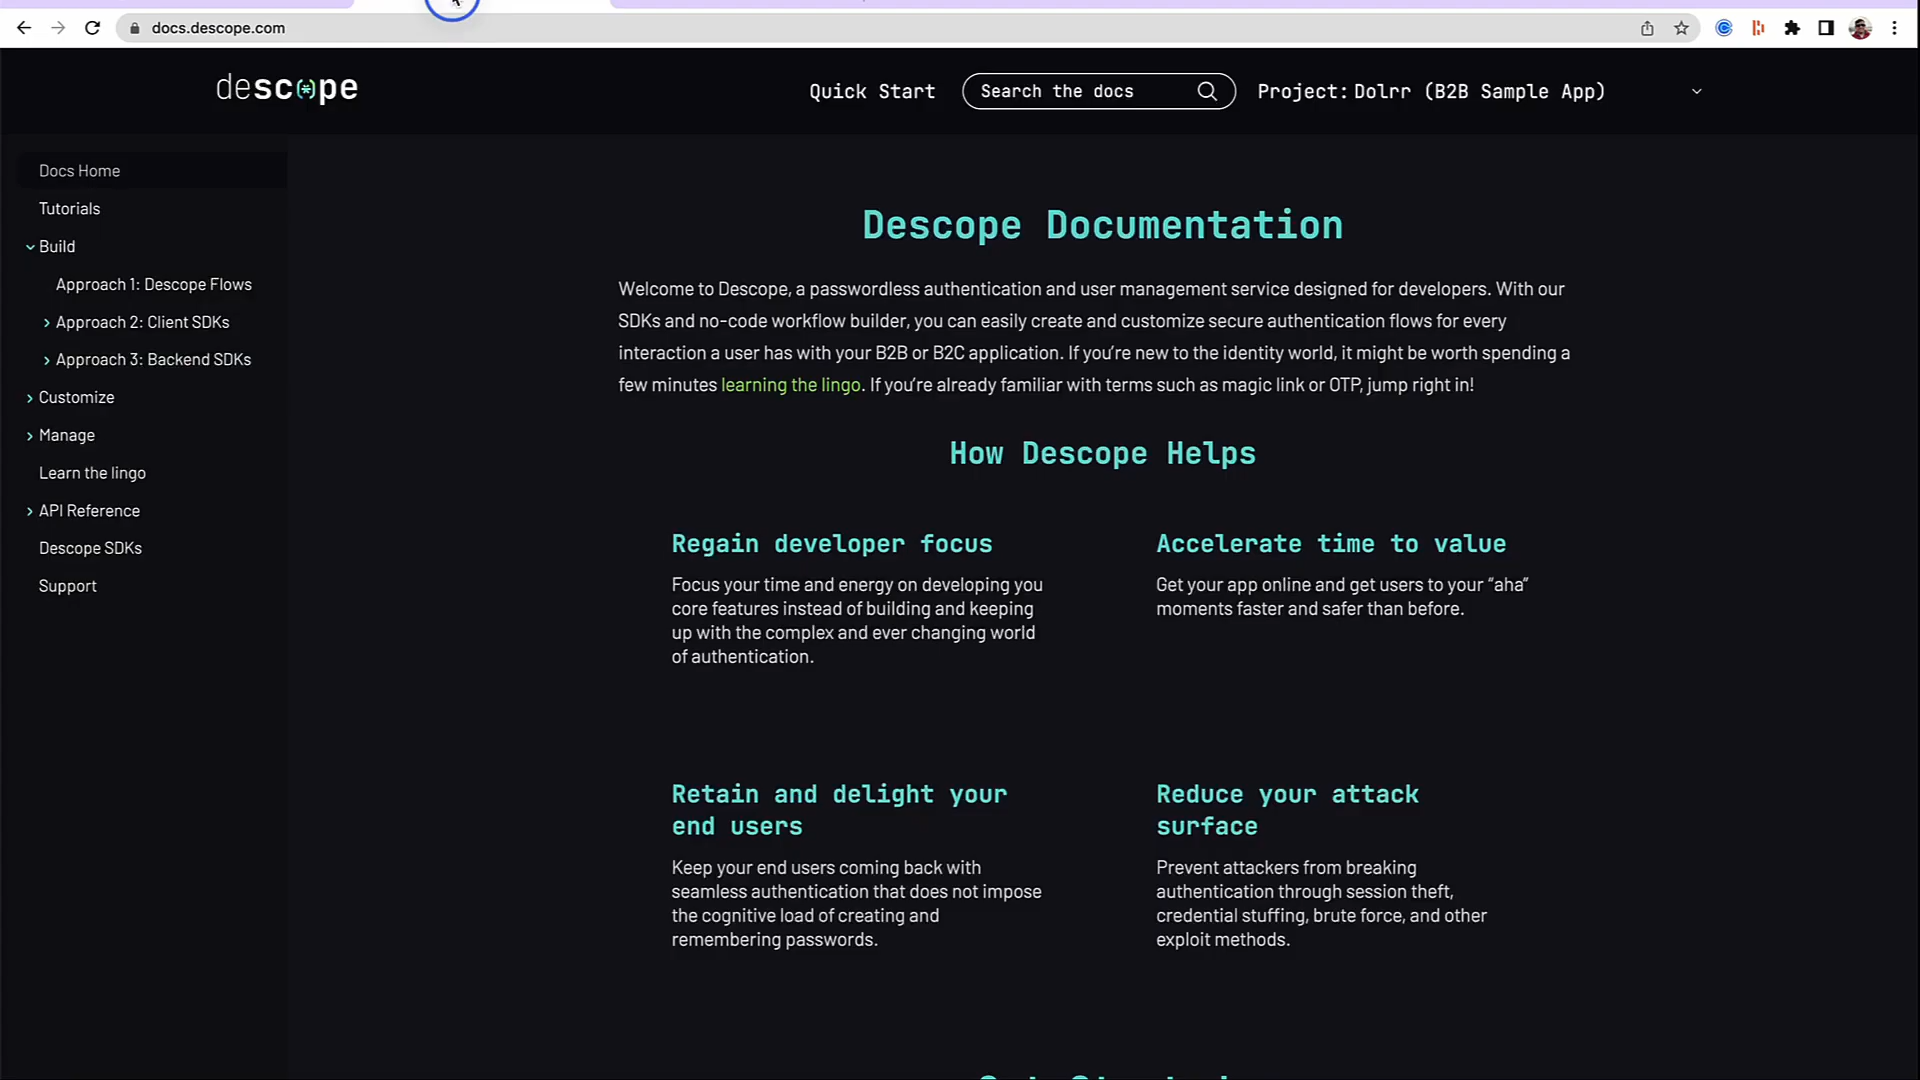 docs.descope.com
descope
Quick Start
Search the docs
Project: Dolrr (B2B Sample App)
Docs Home
Tutorials
Build
Approach 1: Descope Flows
Approach 2: Client SDKs
Approach 3: Backend SDKs
Customize
Manage
Learn the lingo
API Reference
Descope SDKs
Support
Descope Documentation
Welcome to Descope, a passwordless authentication and user management service designed for developers. With our
SDKs and no-code workflow builder, you can easily create and customize secure authentication flows for every
interaction a user has with your B2B or B2C application. If you’re new to the identity world, it might be worth spending a
few minutes learning the lingo. If you’re already familiar with terms such as magic link or OTP, jump right in!
How Descope Helps
Regain developer focus
Focus your time and energy on developing you
core features instead of building and keeping
up with the complex and ever changing world
of authentication.
Accelerate time to value
Get your app online and get users to your “aha”
moments faster and safer than before.
Retain and delight your
end users
Keep your end users coming back with
seamless authentication that does not impose
the cognitive load of creating and
remembering passwords.
Reduce your attack
surface
Prevent attackers from breaking
authentication through session theft,
credential stuffing, brute force, and other
exploit methods.